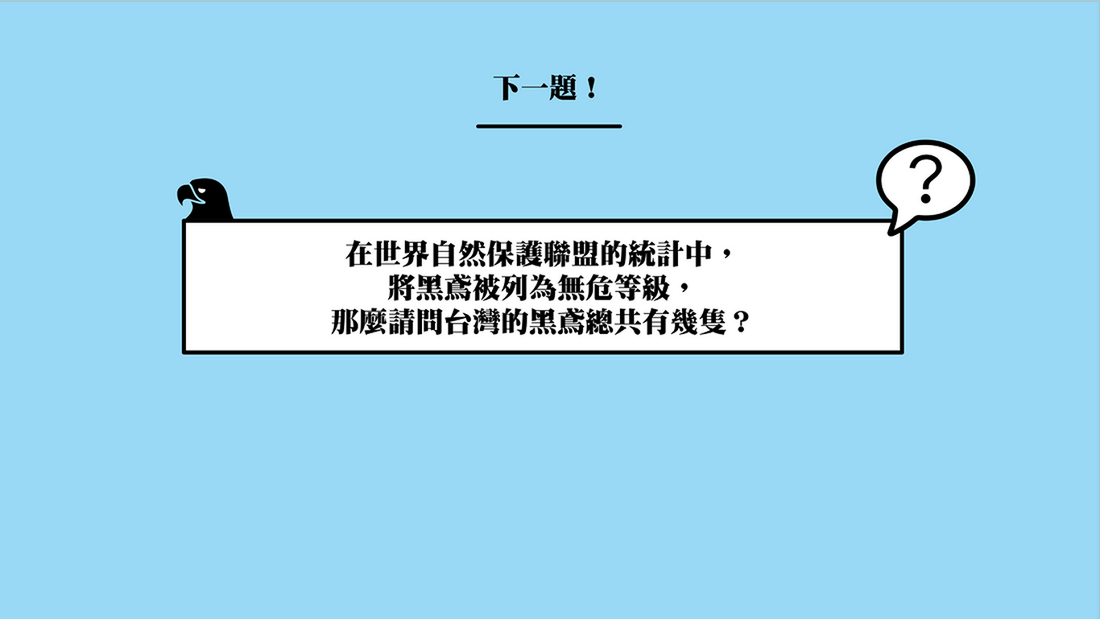 下一題！
?
在世界自然保護聯盟的統計中，
將黑鳶被列為無危等級，
那麼請問台灣的黑鳶總共有幾隻？